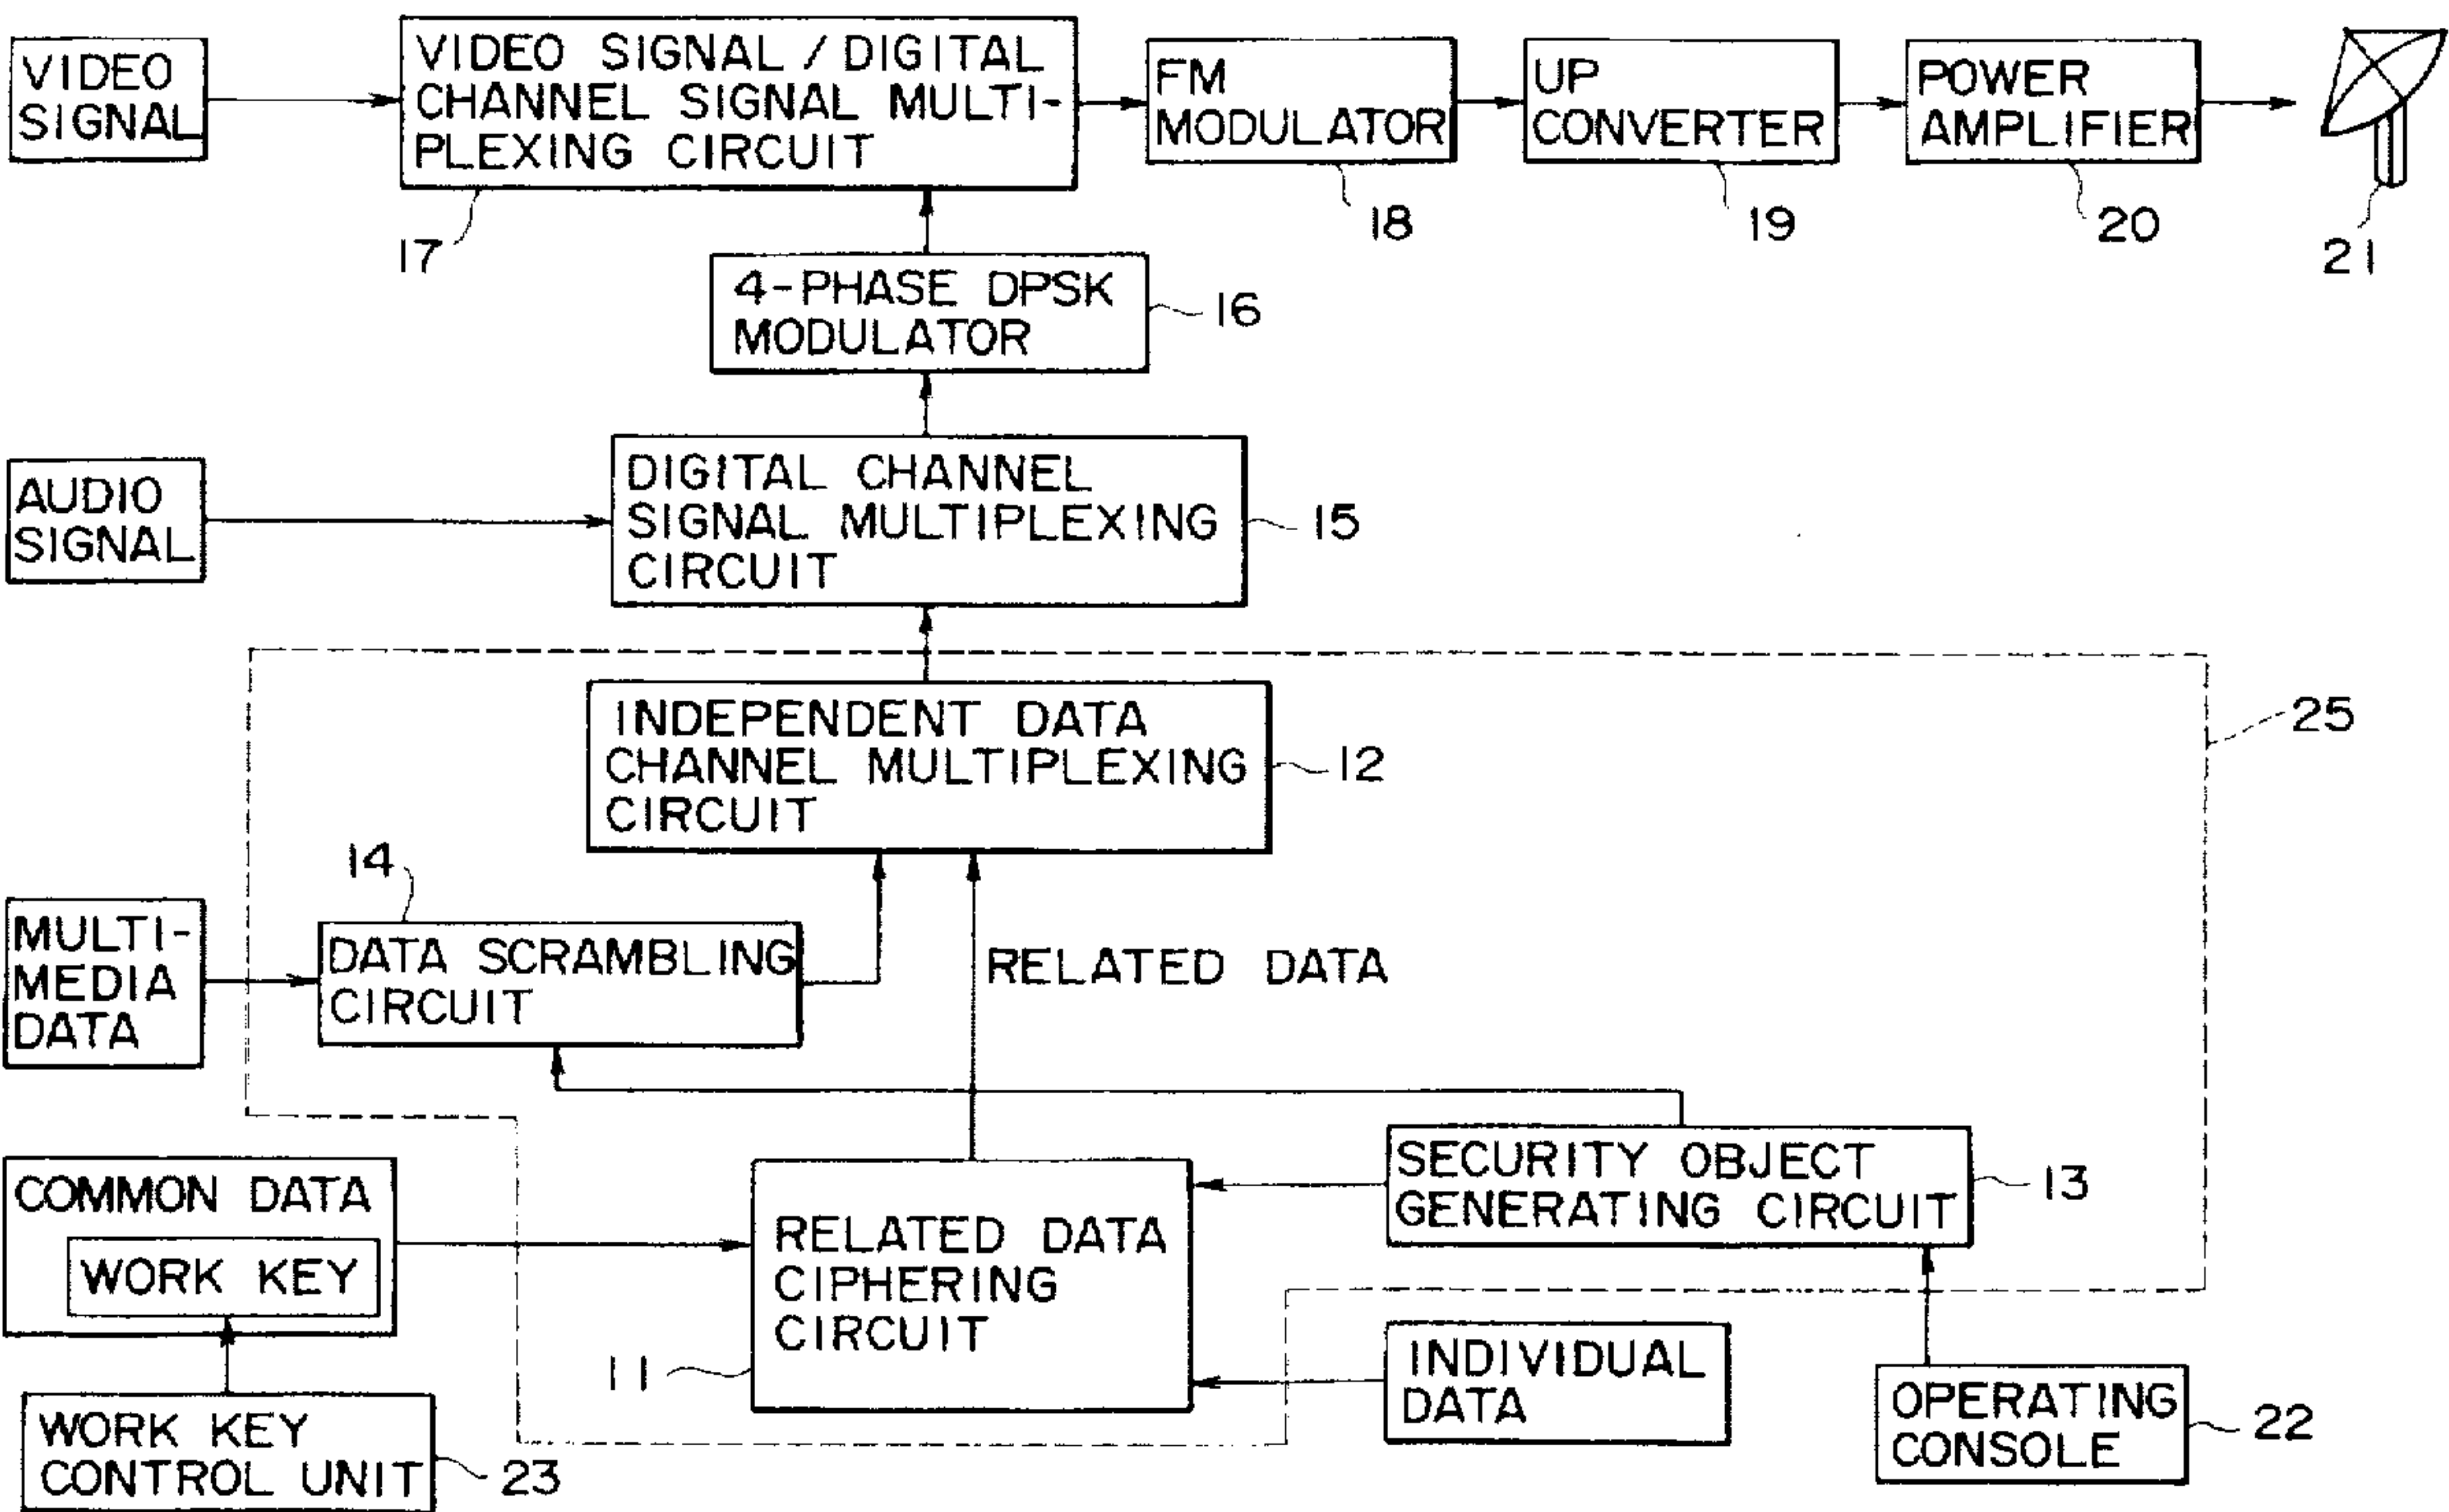 VIDEO
SIGNAL
VIDEO SIGNAL / DIGITAL
CHANNEL SIGNAL MULTI-
PLEXING CIRCUIT
FM
MODULATOR
UP
CONVERTER
POWER
AMPLIFIER
17
18
19
20
21
4-PHASE DPSK
MODULATOR
16
AUDIO
SIGNAL
DIGITAL CHANNEL
SIGNAL MULTIPLEXING
CIRCUIT
15
INDEPENDENT DATA
CHANNEL MULTIPLEXING
CIRCUIT
12
25
14
MULTI-
MEDIA
DATA
DATA SCRAMBLING
CIRCUIT
RELATED DATA
COMMON DATA
WORK KEY
RELATED DATA
CIPHERING
CIRCUIT
11
SECURITY OBJECT
GENERATING CIRCUIT
13
INDIVIDUAL
DATA
OPERATING
CONSOLE
22
WORK KEY
CONTROL UNIT
23